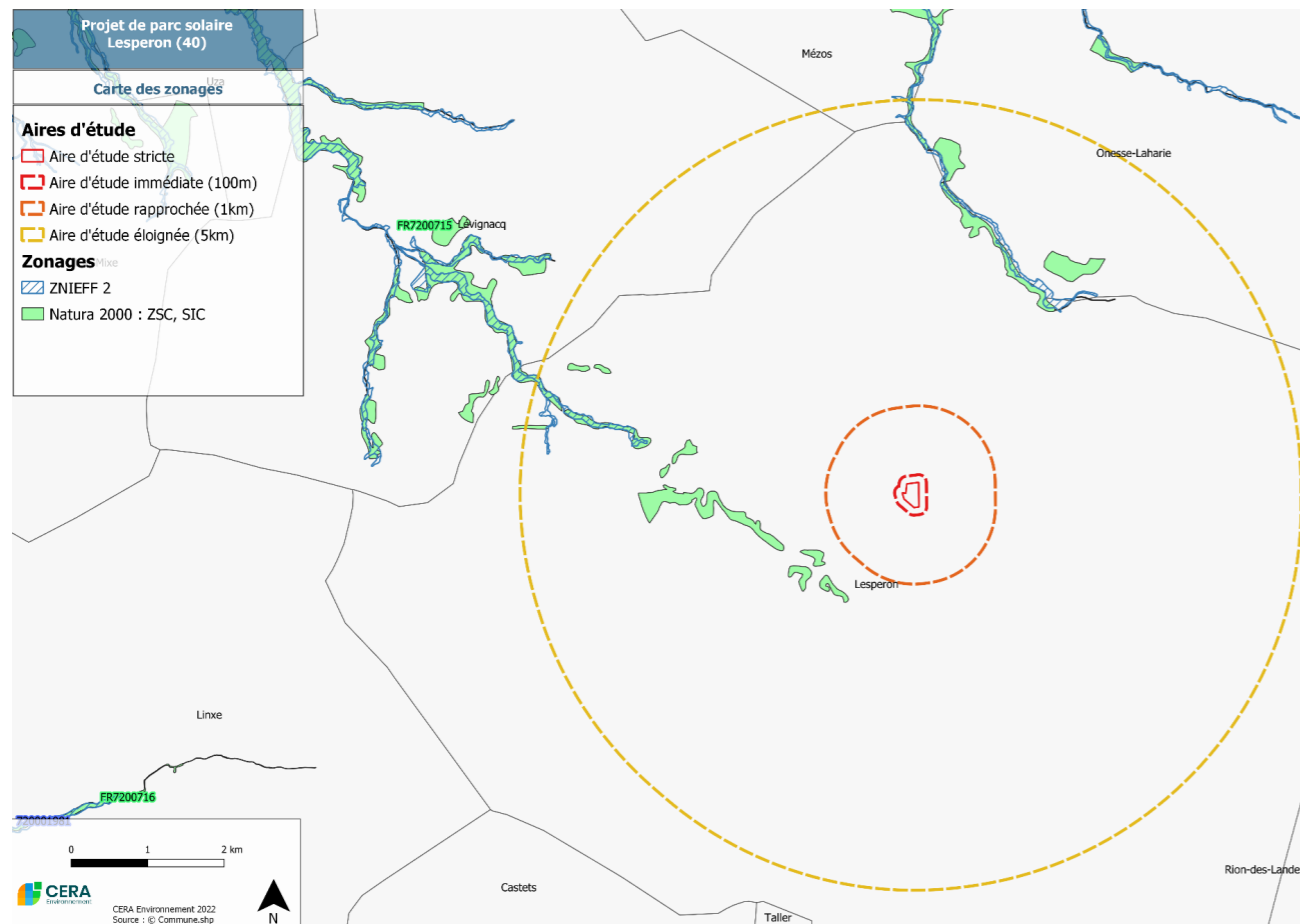 Projet de parc solaire
Lesperon (40)
Carte des zonages
Uza
Aires d'étude
Aire d'étude stricte
Aire d'étude immédiate (100m)
Aire d'étude rapprochée (1km)
Aire d'étude éloignée (5km)
Zonages
Mixe
ZNIEFF 2
Natura 2000 : ZSC, SIC
Mézos
Onesse-Laharie
FR7200715
Lévignacq
Lesperon
Linxe
FR7200716
720001981
0 1 2 km
CERA
Environnement
CERA Environnement 2022
Source : © Commune.shp
N
Castets
Taller
Rion-des-Lande